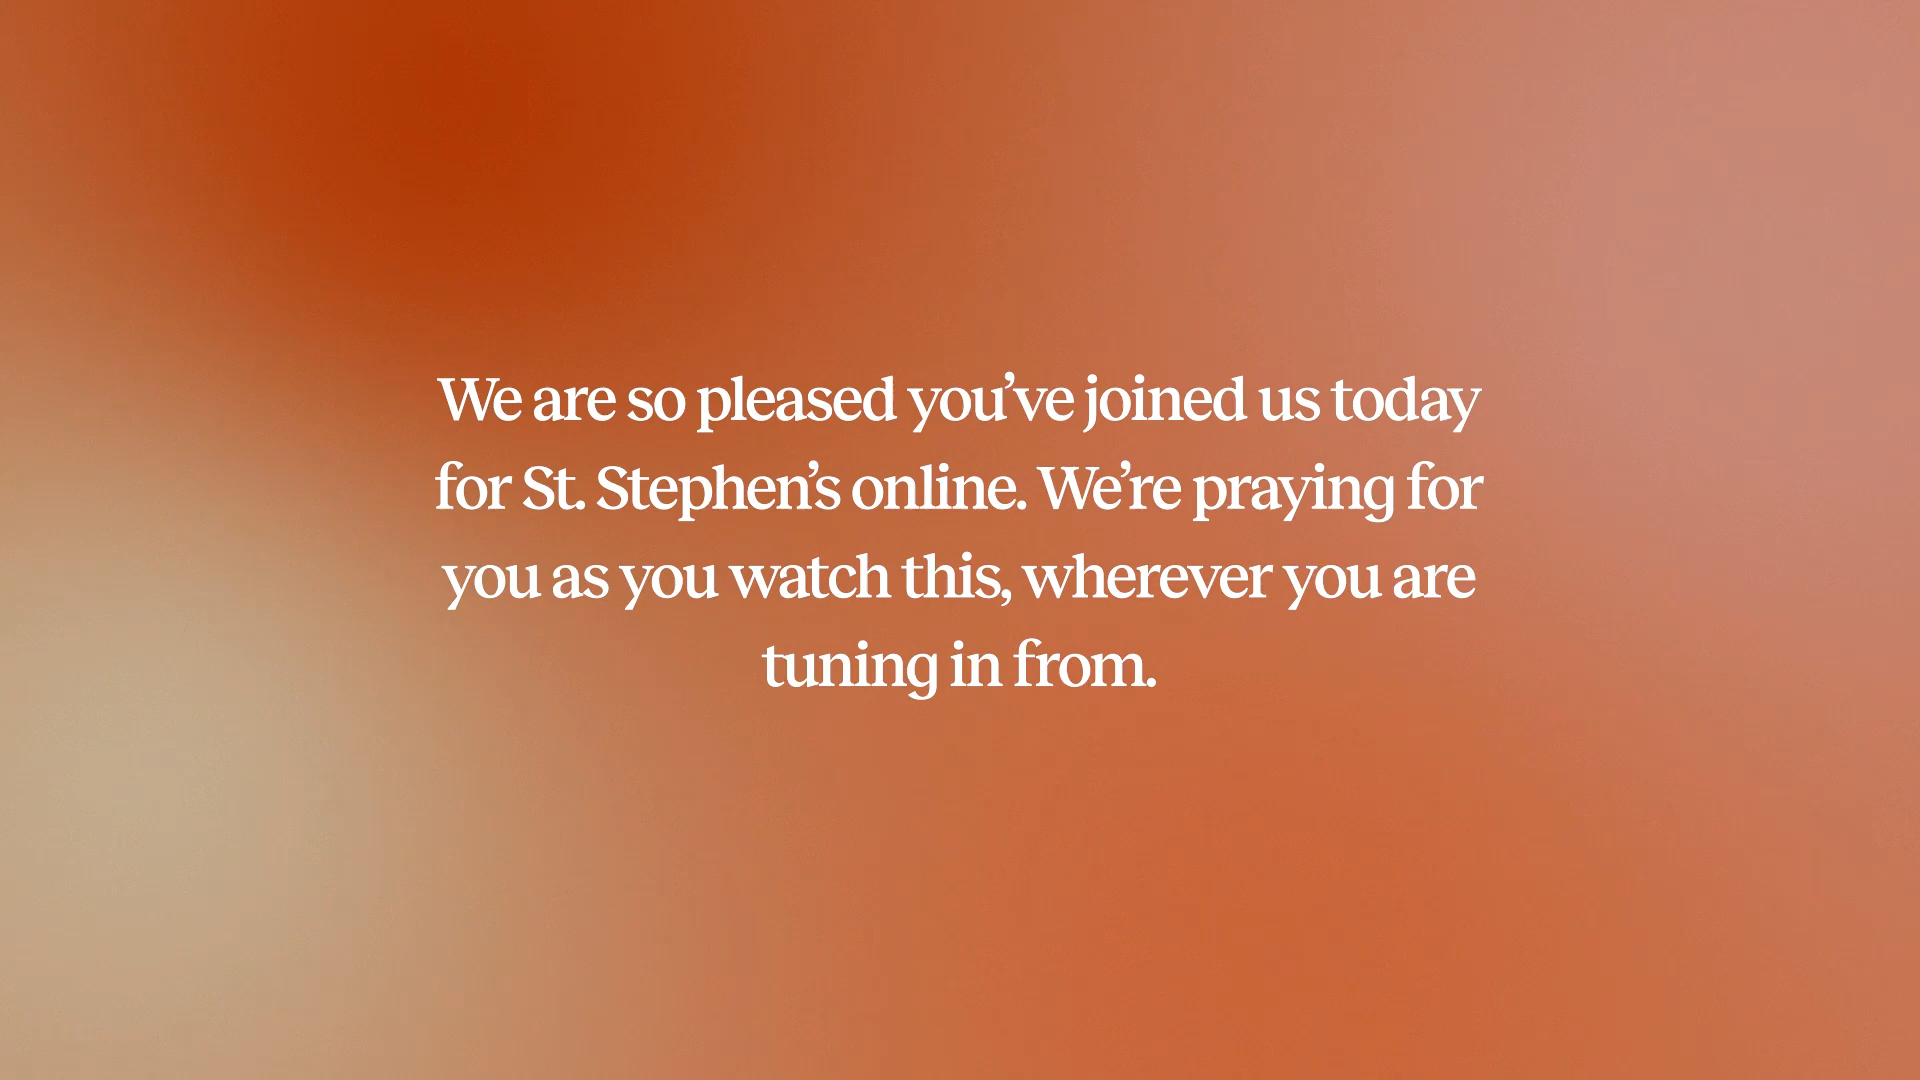 We are so pleased you’ve joined us today
for St. Stephen’s online. We’re praying for
you as you watch this, wherever you are
tuning in from.